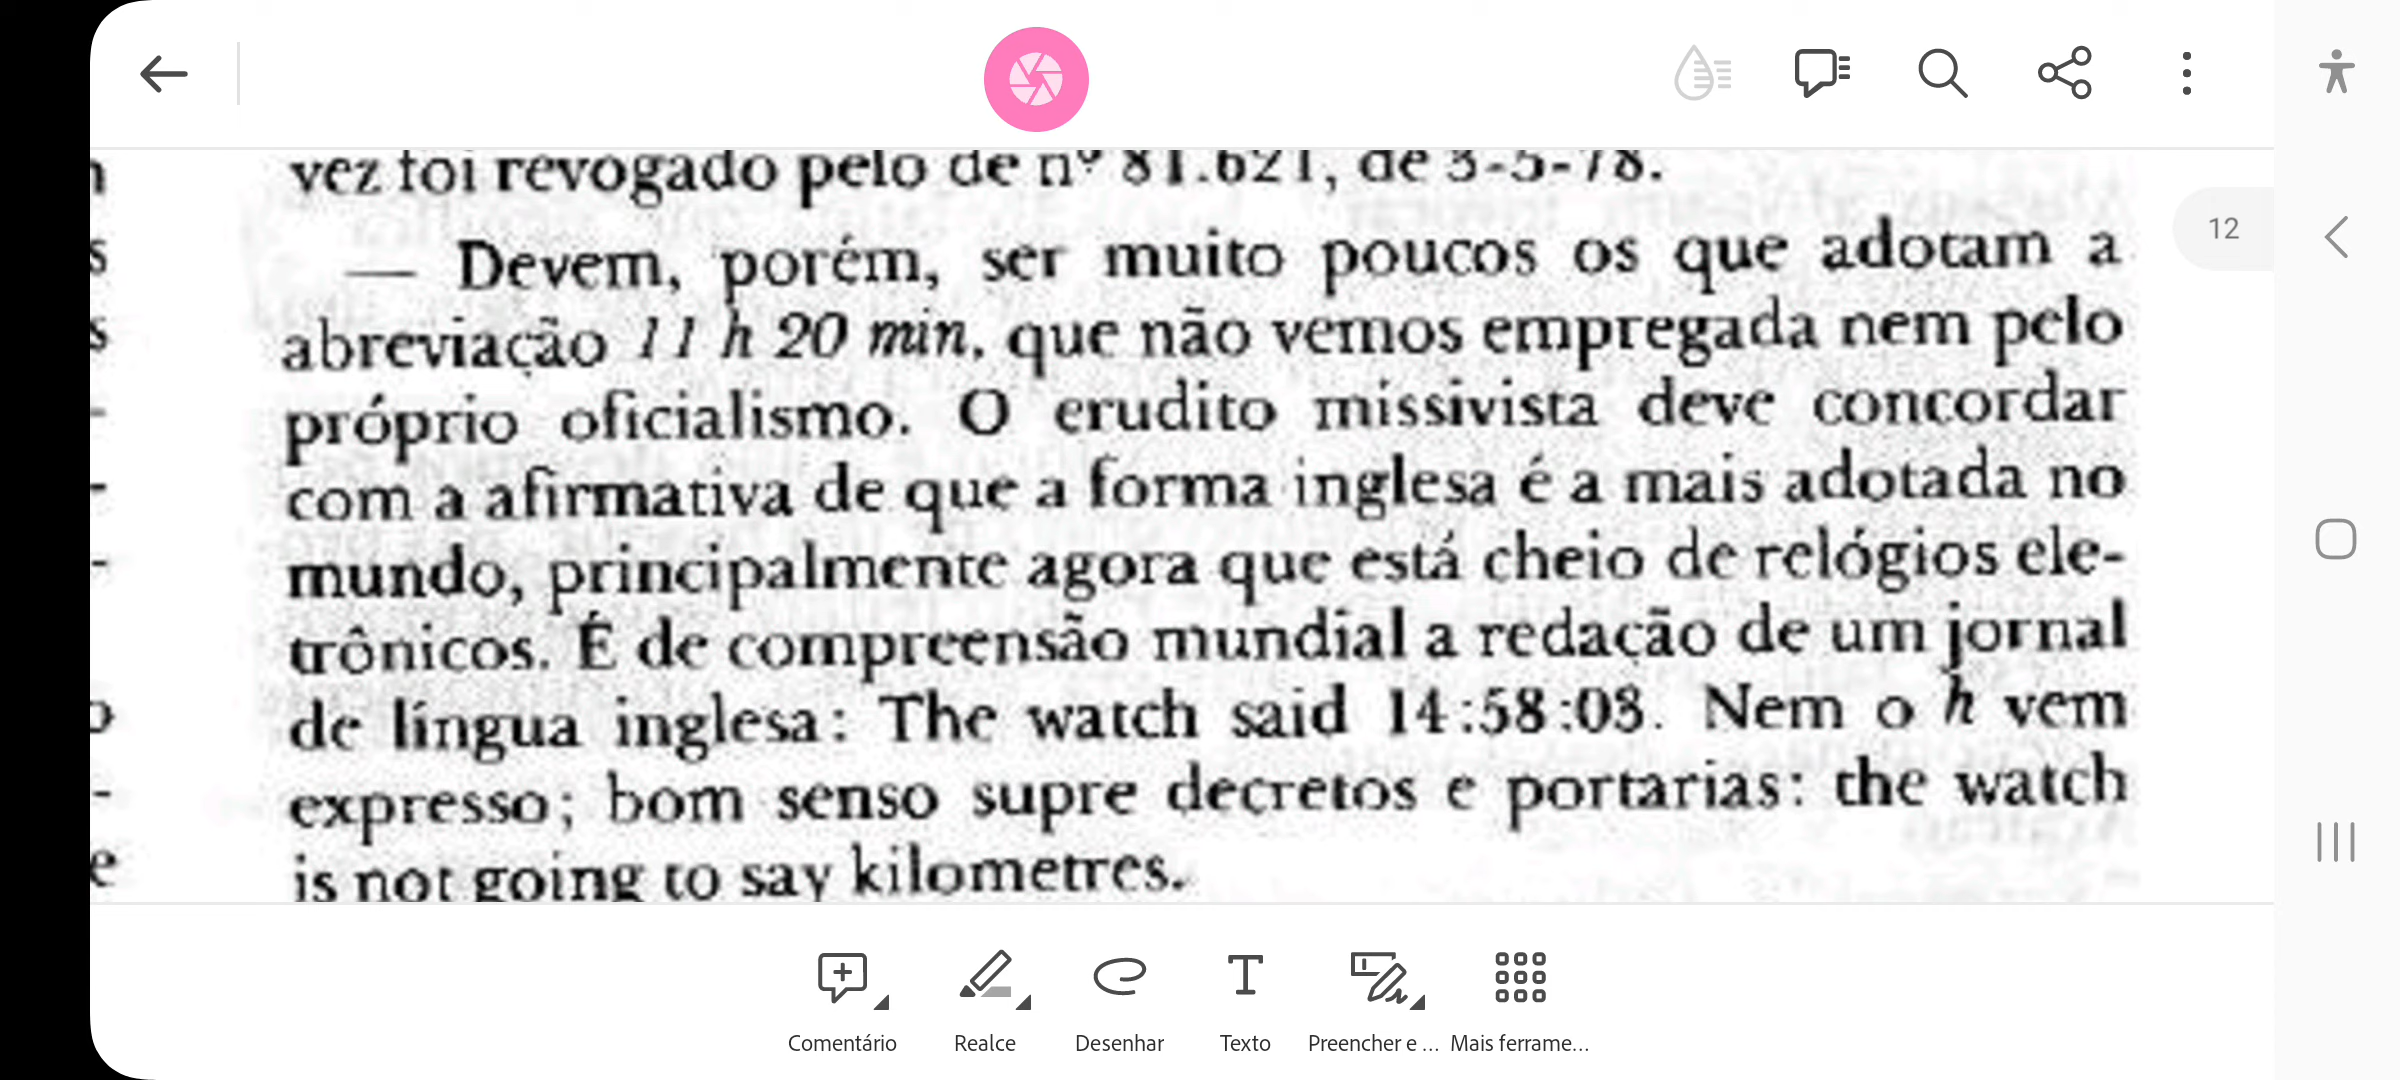 12
vez foi revogado pelo de nº 81.621, de 3-5-78.
— Devem, porém, ser muito poucos os que adotam a
abreviação 11 h 20 min, que não vemos empregada nem pelo
próprio oficialismo. O erudito missivista deve concordar
com a afirmativa de que a forma inglesa é a mais adotada no
mundo, principalmente agora que está cheio de relógios ele-
trônicos. É de compreensão mundial a redação de um jornal
de língua inglesa: The watch said 14:58:03. Nem o h vem
expresso; bom senso supre decretos e portarias: the watch
is not going to say kilometres.
Comentário
Realce
Desenhar
Texto
Preencher e ...
Mais ferrame...